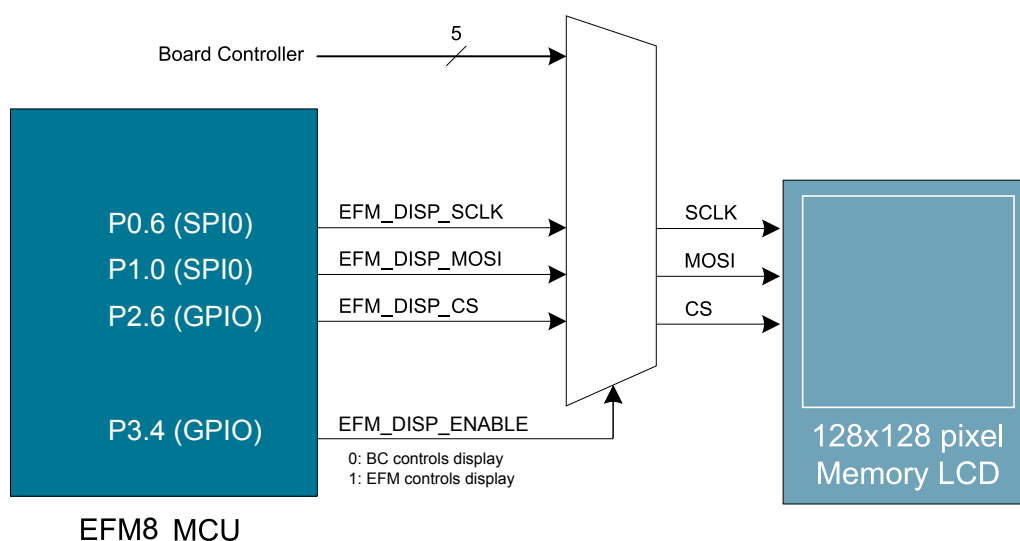 5
Board Controller
P0.6 (SPI0)
EFM_DISP_SCLK
SCLK
P1.0 (SPI0)
EFM_DISP_MOSI
MOSI
P2.6 (GPIO)
EFM_DISP_CS
CS
P3.4 (GPIO)
EFM_DISP_ENABLE
0: BC controls display
1: EFM controls display
128x128 pixel
Memory LCD
EFM8 MCU